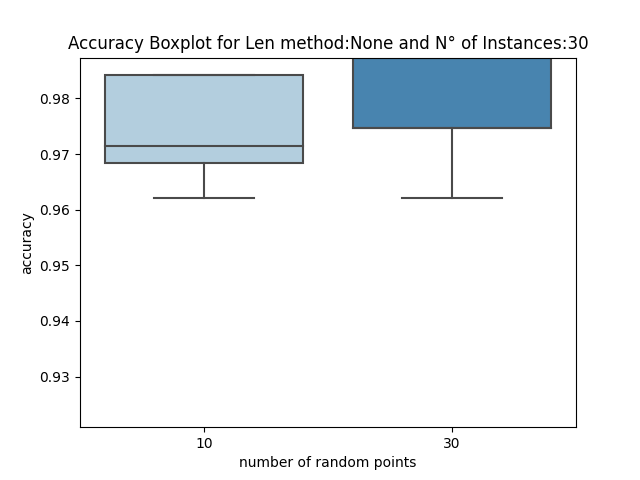 Accuracy Boxplot for Len method:None and N° of Instances:30
0.98
0.97
0.96
0.95
0.94
0.93
accuracy
10 30
number of random points